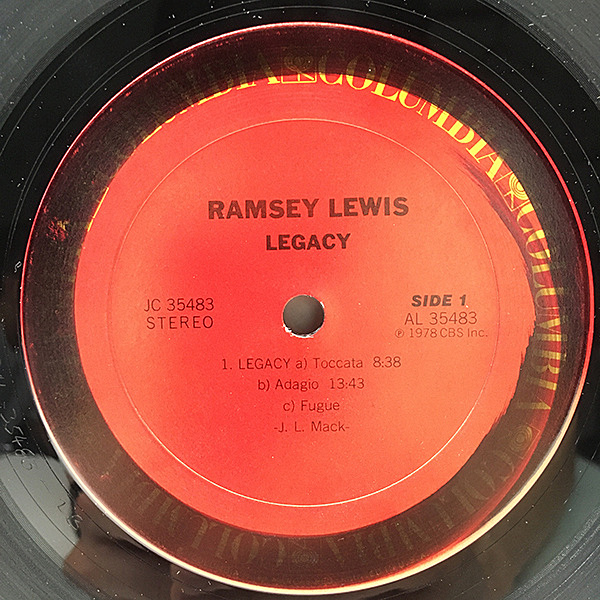 COLUMBIA COLUMBIA
RAMSEY LEWIS
LEGACY
JC 35483
STEREO
SIDE 1
AL 35483
℗ 1978 CBS Inc.
1. LEGACY a) Toccata 8:38
b) Adagio 13:43
c) Fugue
-J. L. Mack-